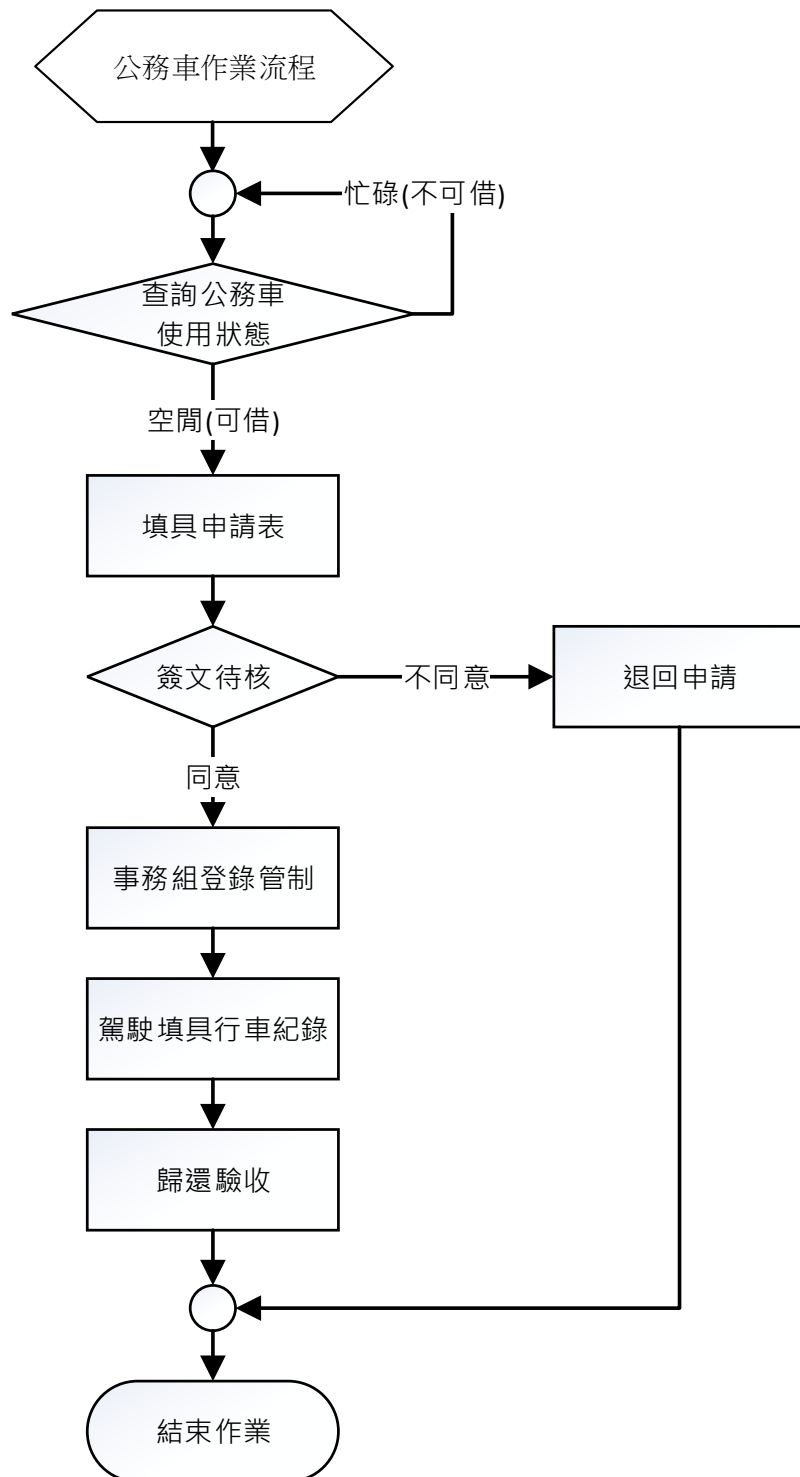 公務車作業流程
忙碌(不可借)
查詢公務車
使用狀態
空閒(可借)
填具申請表
簽文待核
不同意
退回申請
同意
事務組登錄管制
駕駛填具行車紀錄
歸還驗收
結束作業